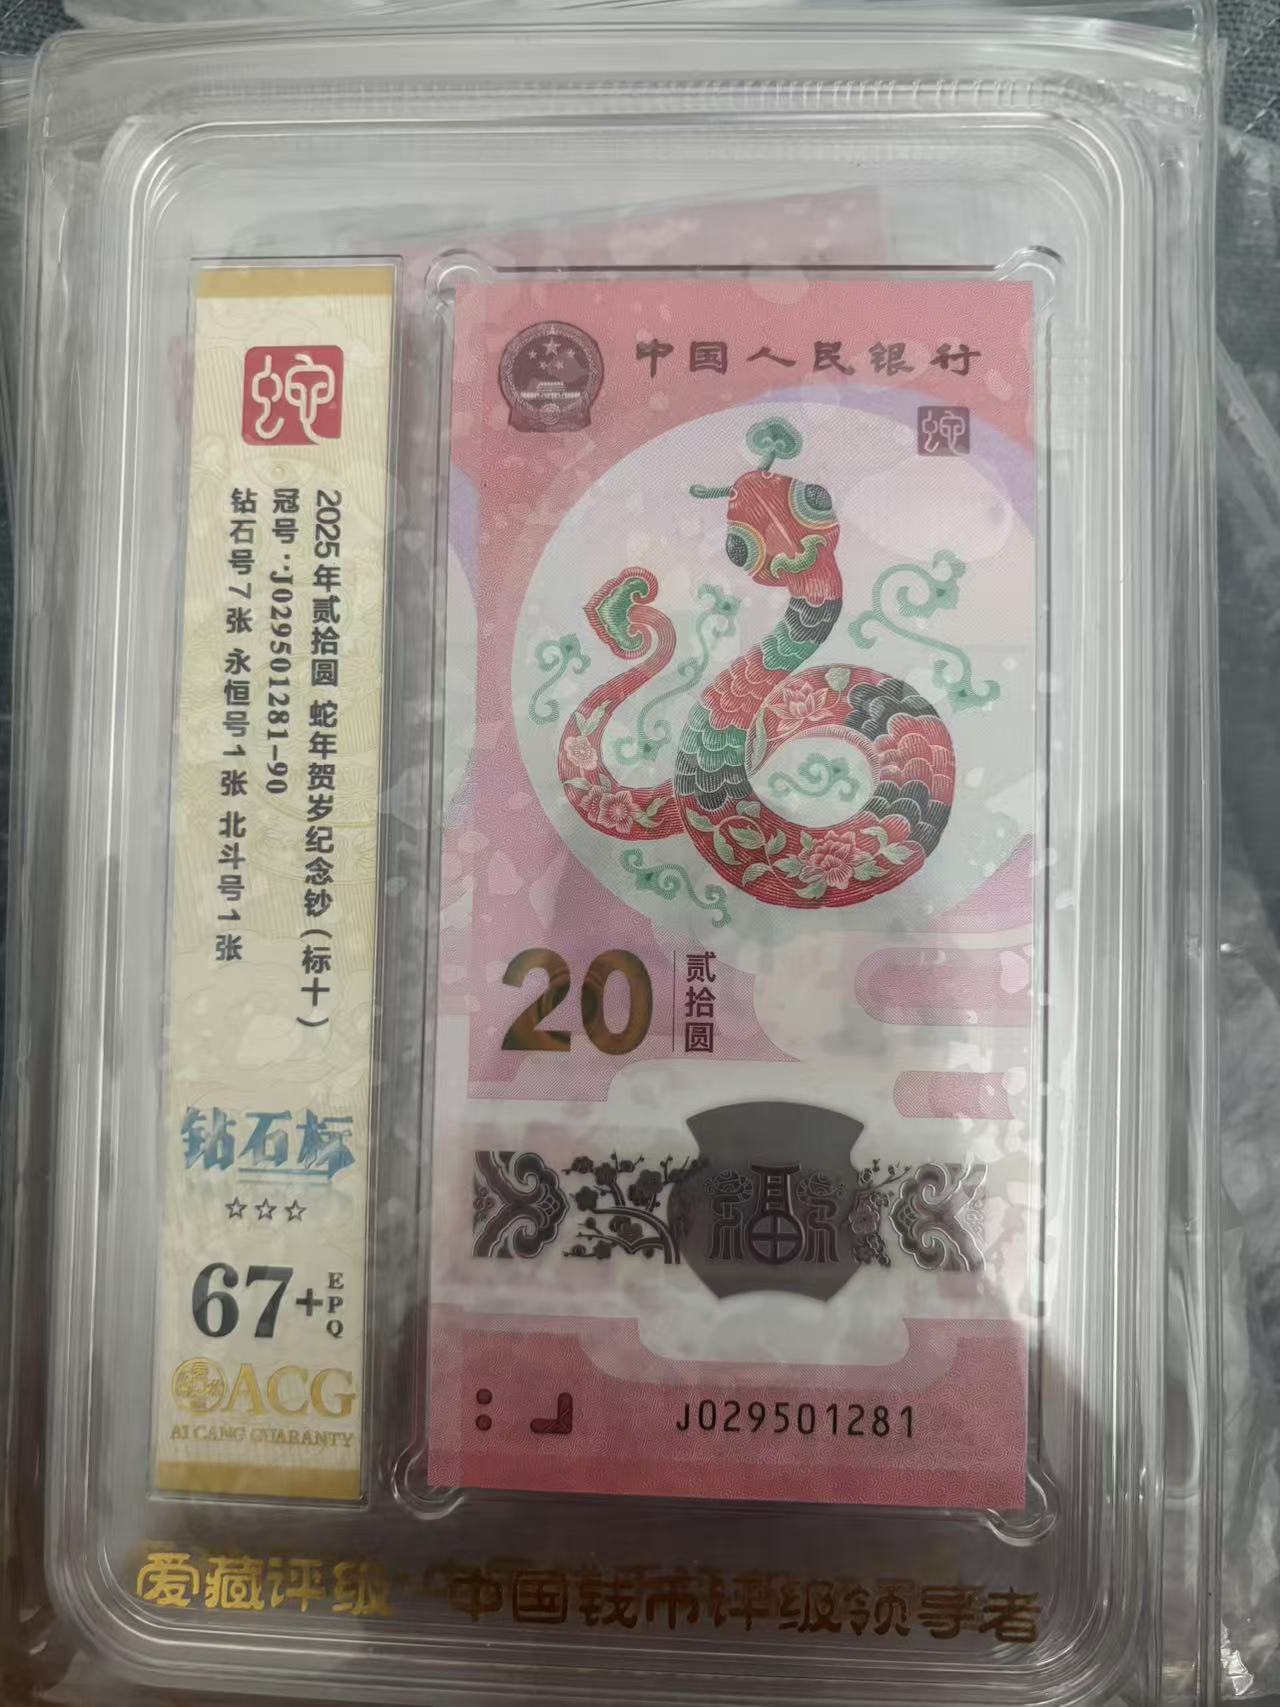 蛇
2025年贰拾圆 蛇年贺岁纪念钞(标十)
冠号:J029501281-90
钻石号7张 永恒号1张 北斗号1张
钻石标
☆☆☆
67+EPQ
ACG
AI CANG GUARANTY
中国人民银行
蛇
20 贰拾圆
福
J029501281
爱藏评级 中国钱币评级领导者